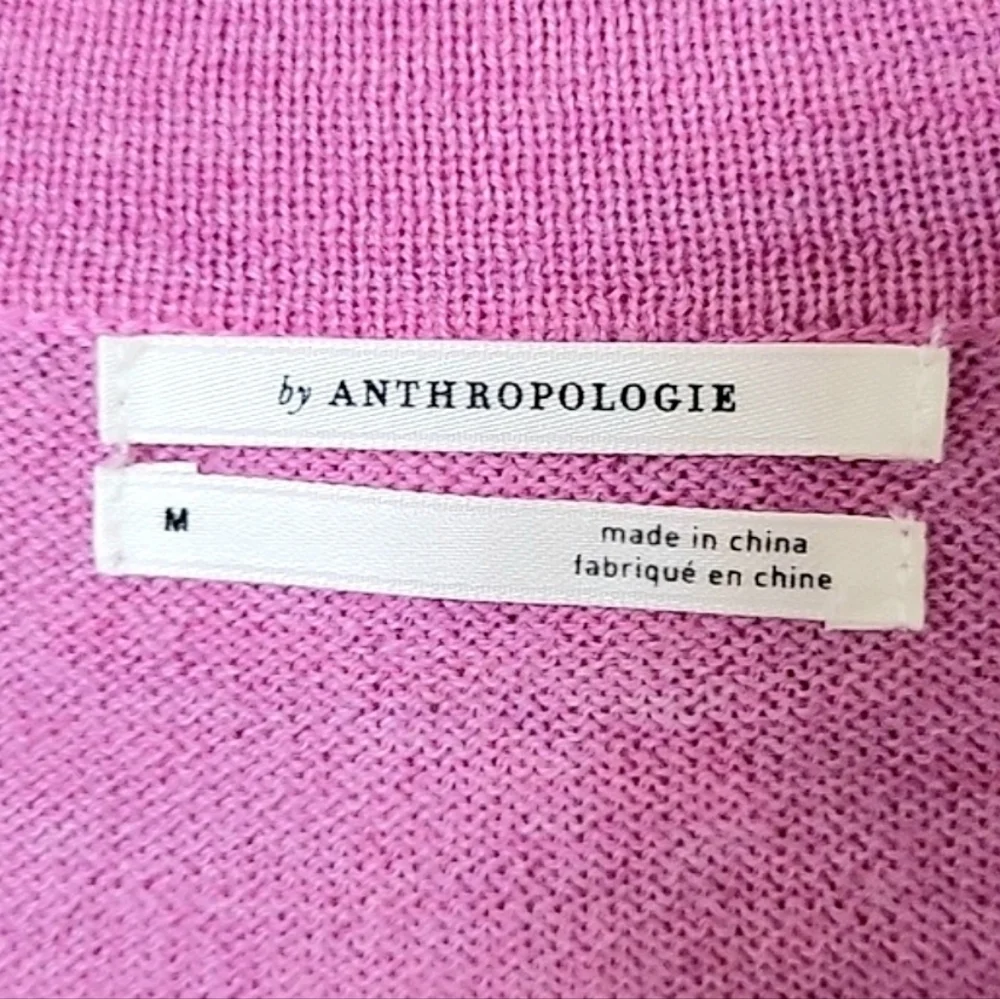 by ANTHROPOLOGIE
M
made in china
fabriqué en chine